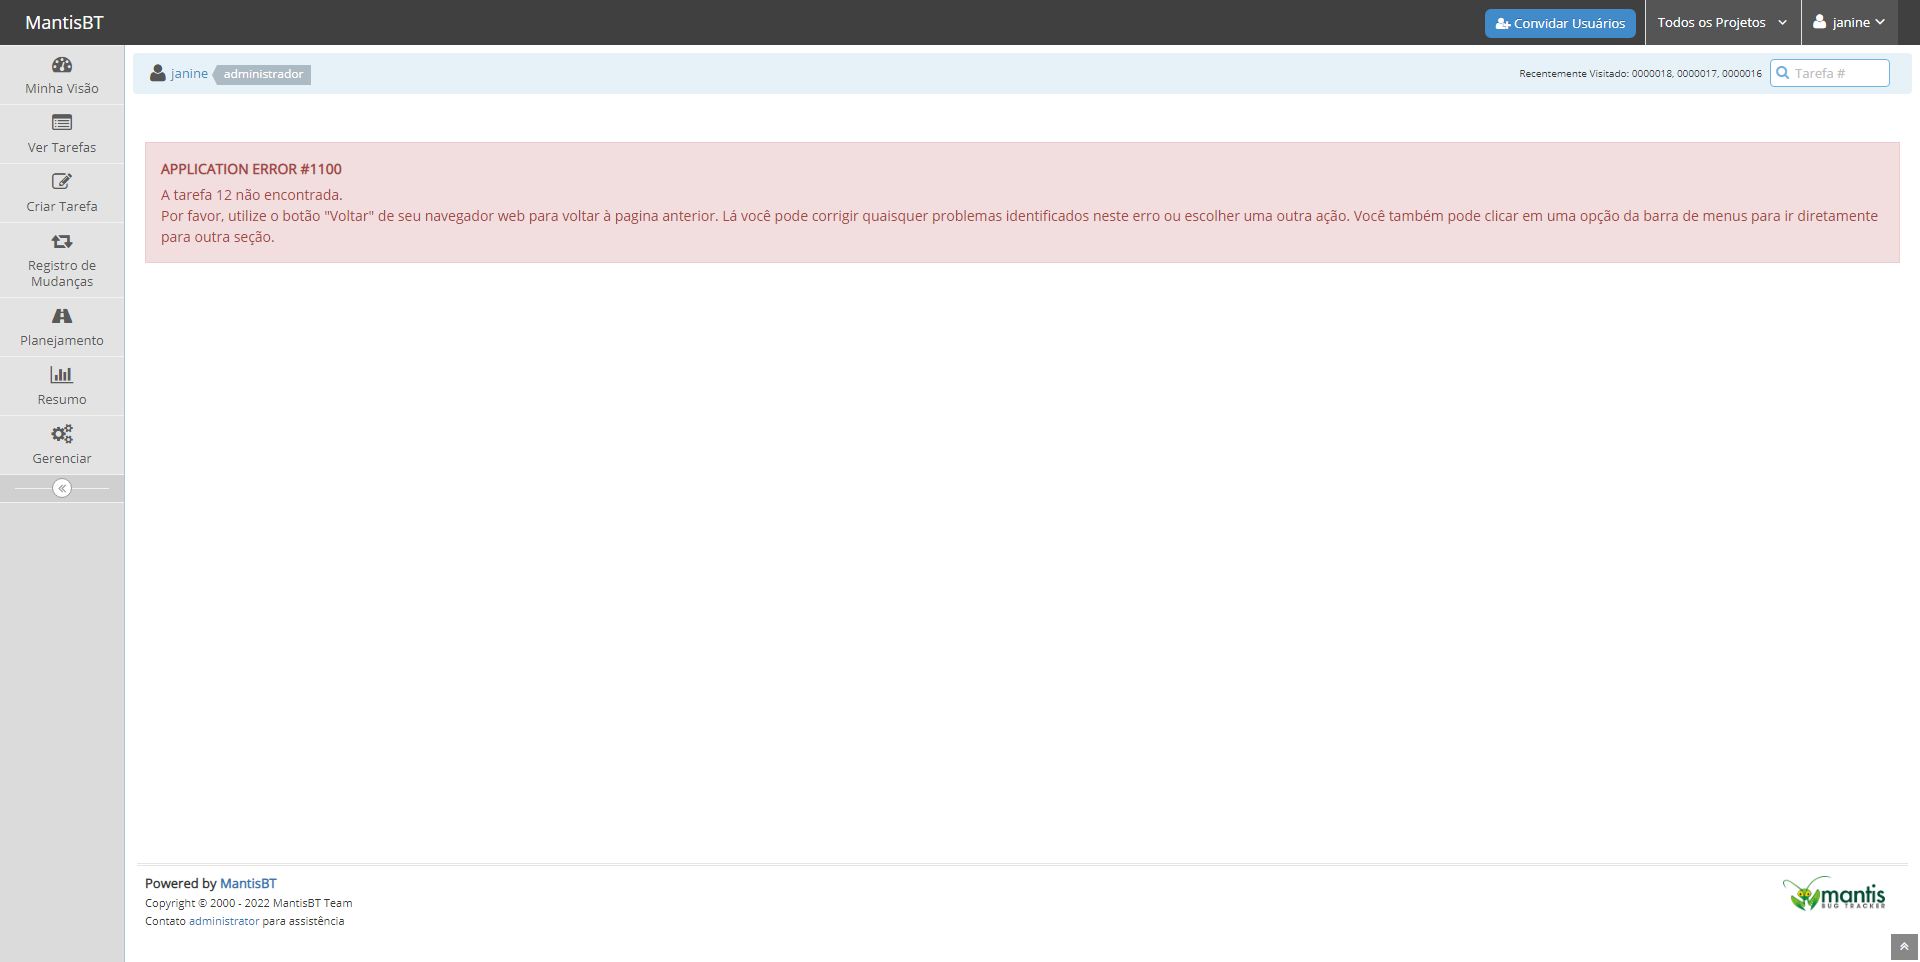 MantisBT
Convidar Usuários
Todos os Projetos
janine
Minha Visão
Ver Tarefas
Criar Tarefa
Registro de
Mudanças
Planejamento
Resumo
Gerenciar
janine administrador
Recentemente Visitado: 0000018, 0000017, 0000016
Tarefa #
APPLICATION ERROR #1100
A tarefa 12 não encontrada.
Por favor, utilize o botão "Voltar" de seu navegador web para voltar à pagina anterior. Lá você pode corrigir quaisquer problemas identificados neste erro ou escolher uma outra ação. Você também pode clicar em uma opção da barra de menus para ir diretamente
para outra seção.
Powered by MantisBT
Copyright © 2000 - 2022 MantisBT Team
Contato administrator para assistência
mantis
BUG TRACKER